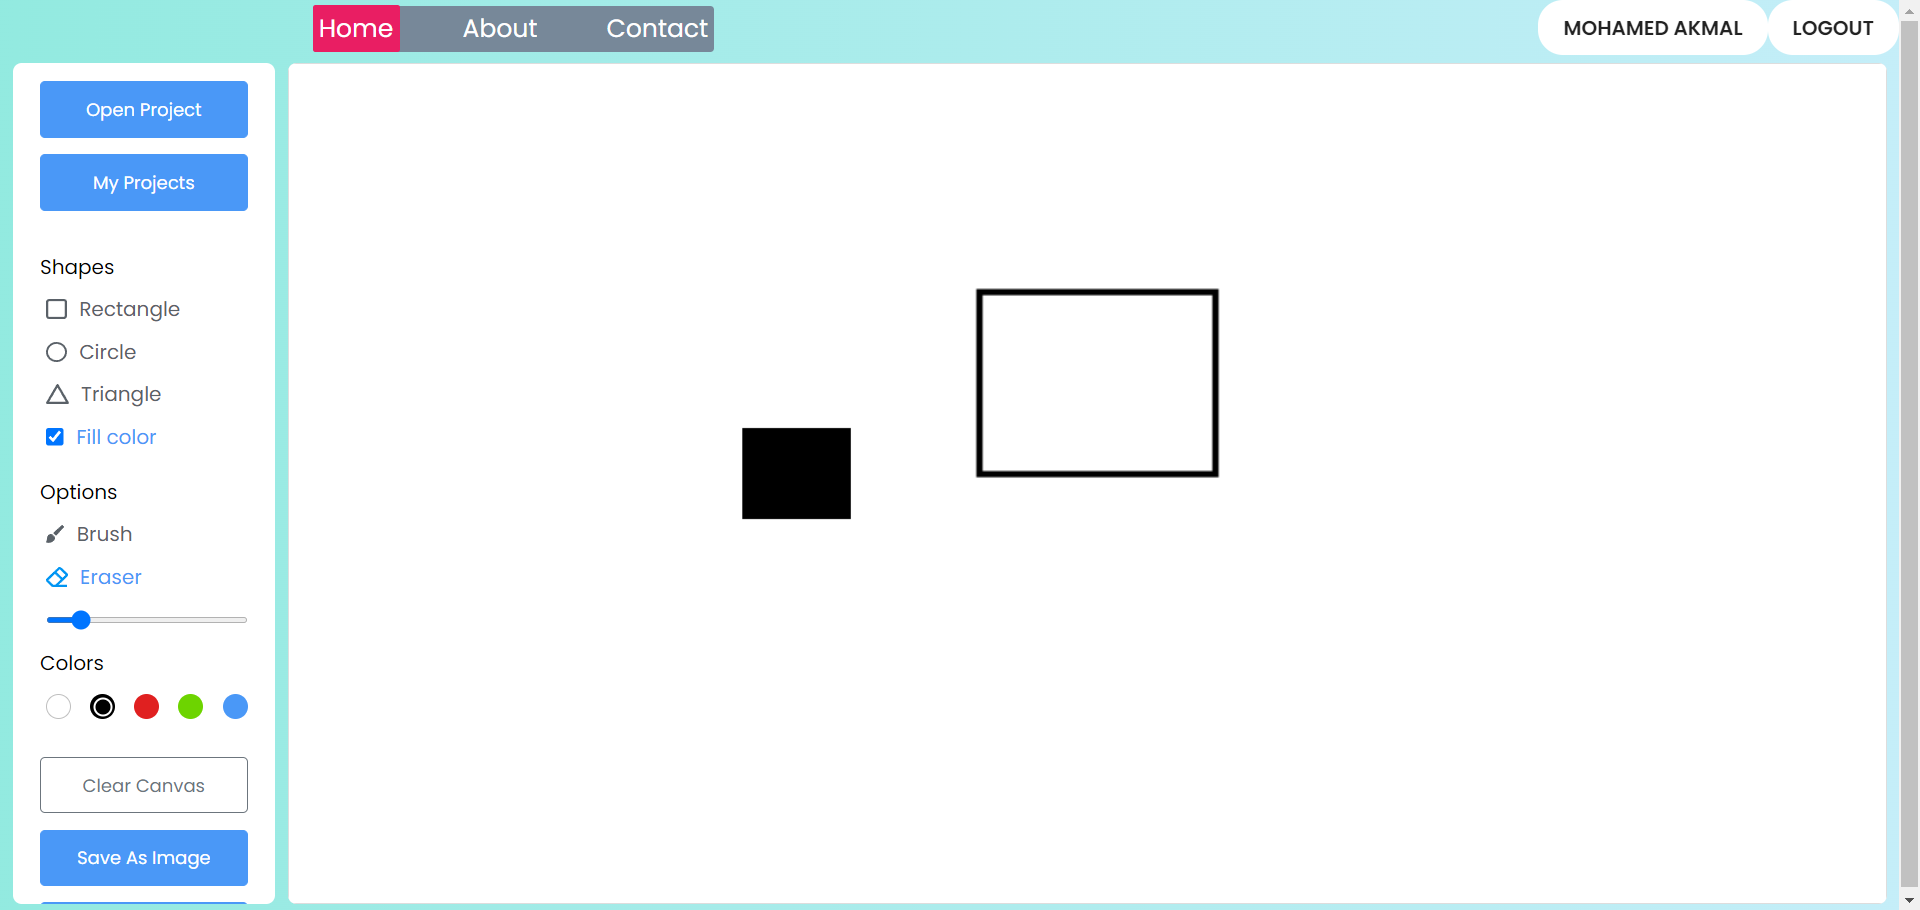 Home About Contact MOHAMED AKMAL LOGOUT
Open Project
My Projects
Shapes
Rectangle
Circle
Triangle
Fill color
Options
Brush
Eraser
Colors
Clear Canvas
Save As Image